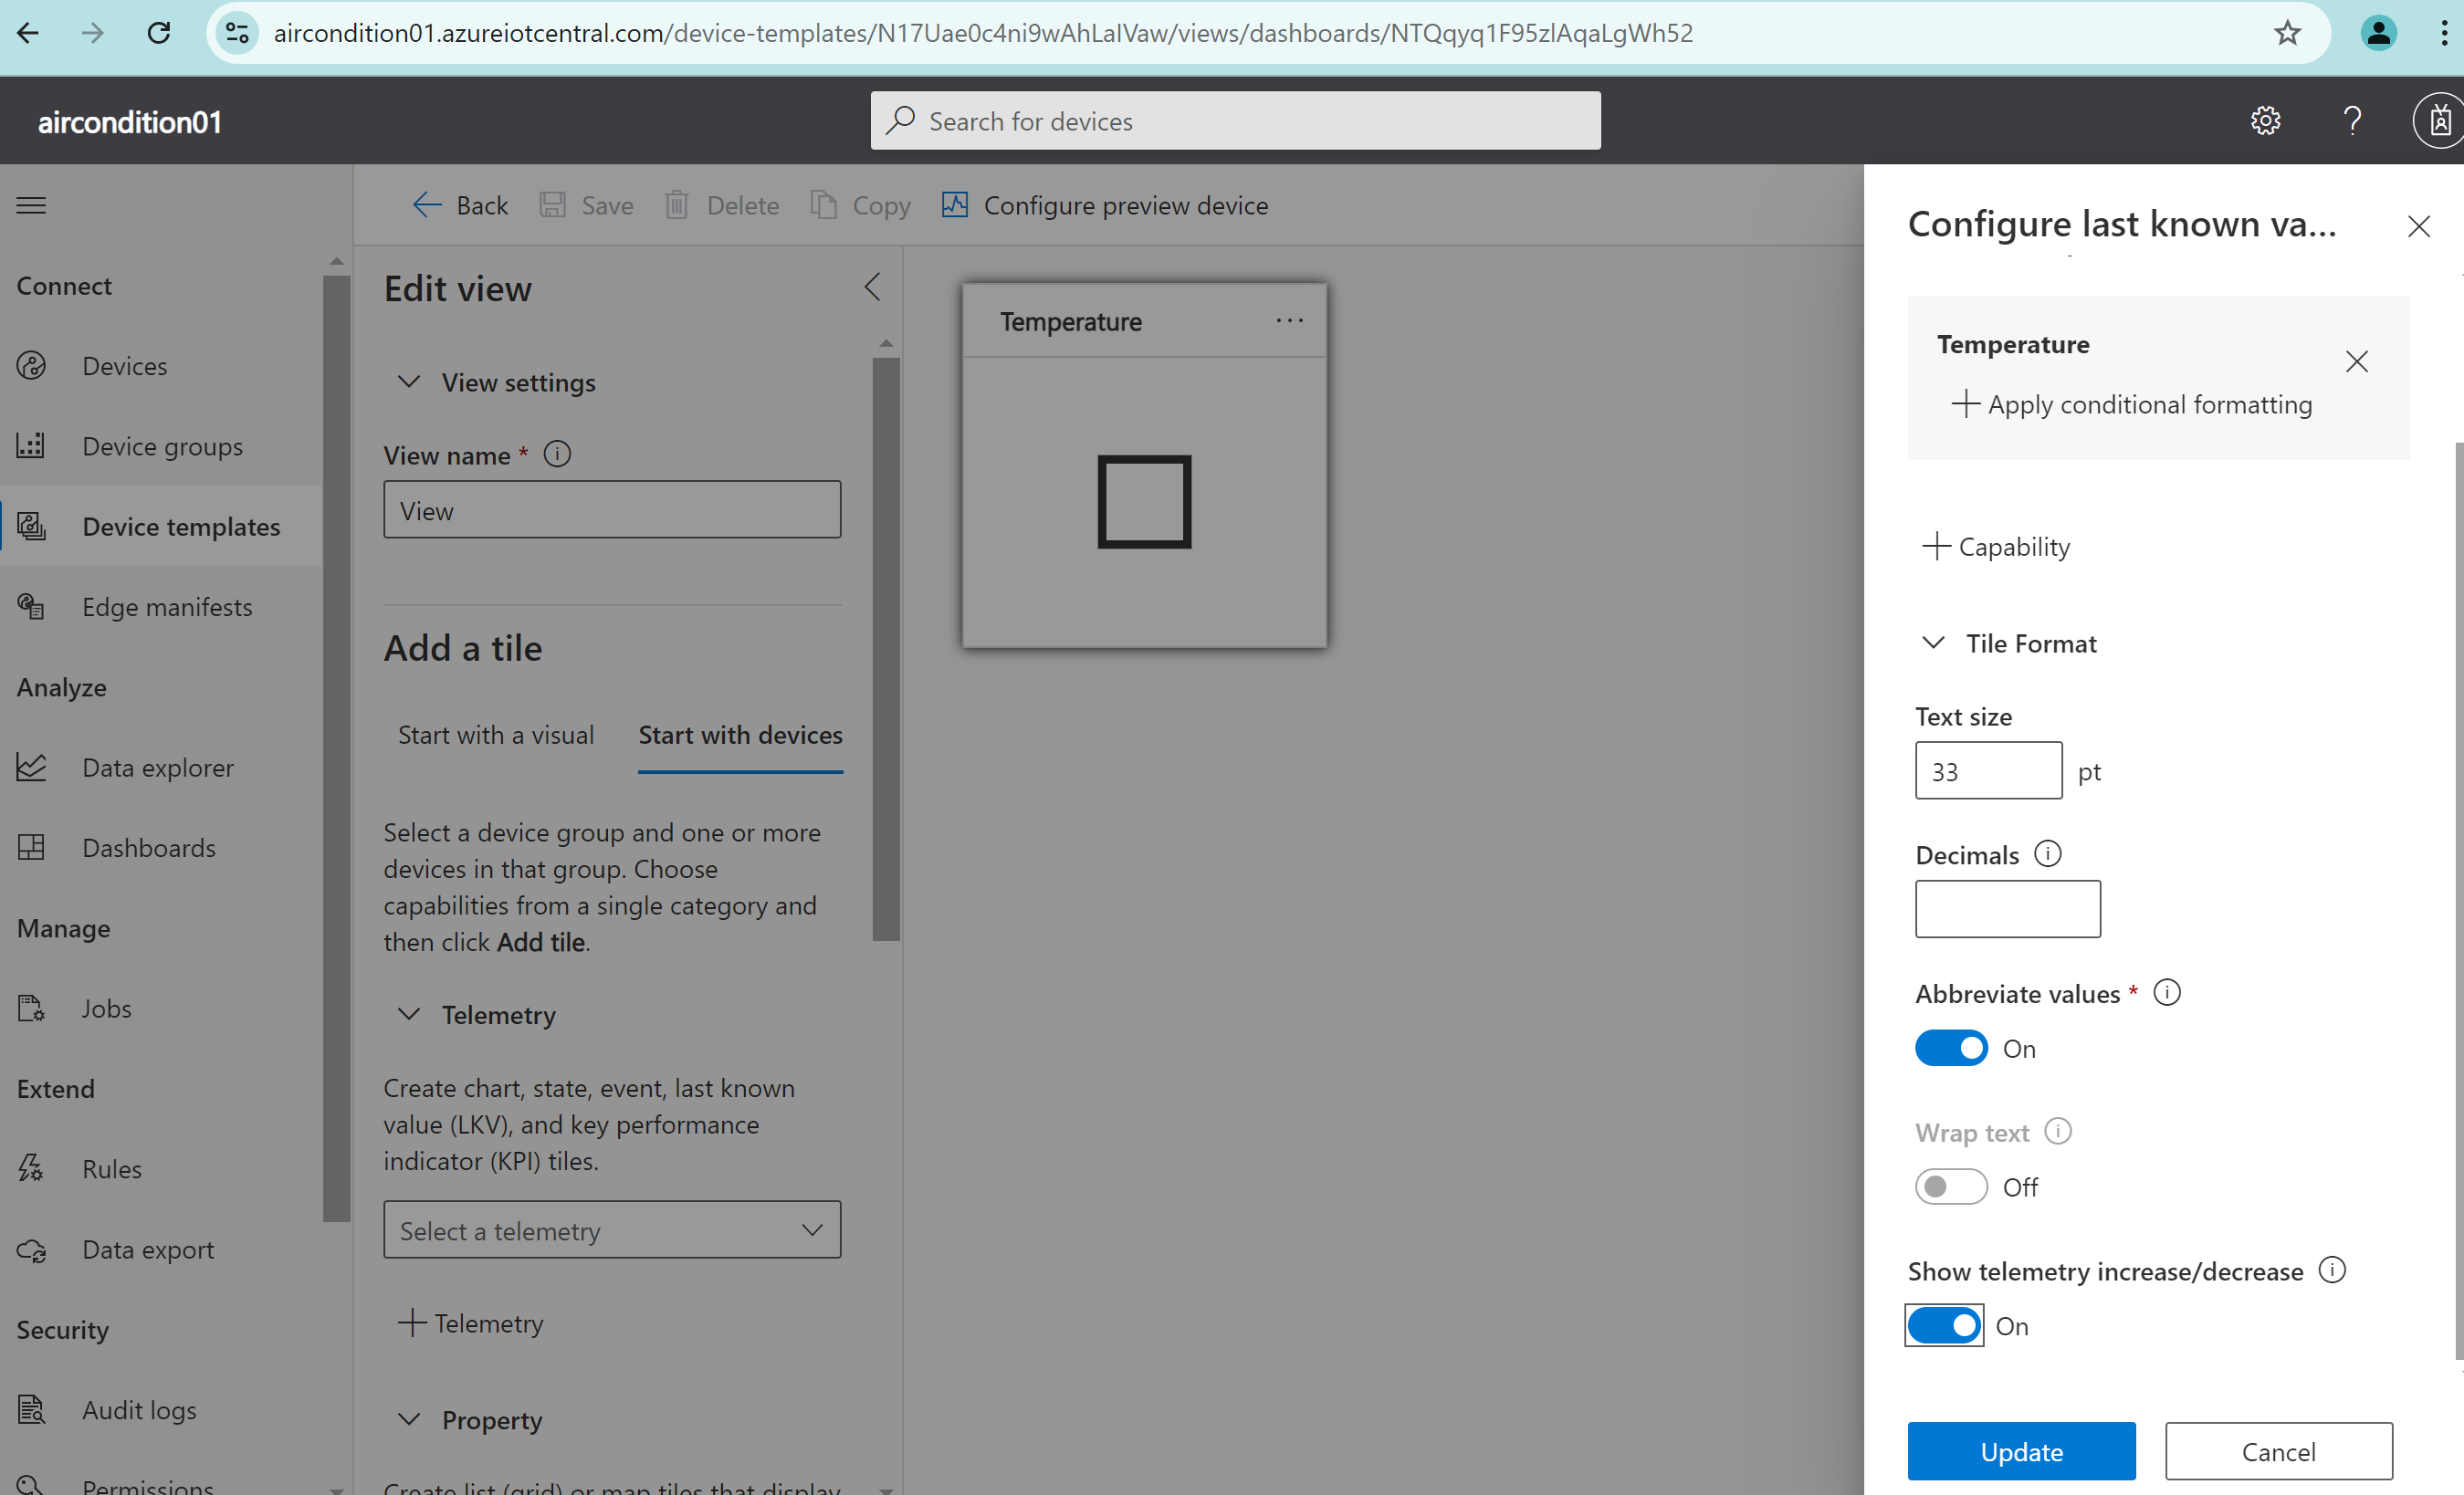 aircondition01.azureiotcentral.com/device-templates/N17Uae0c4ni9wAhLaIVaw/views/dashboards/NTQqyq1F95zlAqaLgWh52
aircondition01
Search for devices
Connect
Devices
Device groups
Device templates
Edge manifests
Analyze
Data explorer
Dashboards
Manage
Jobs
Extend
Rules
Data export
Security
Audit logs
Permissions
Back Save Delete Copy Configure preview device
Edit view
View settings
View name *
View
Add a tile
Start with a visual Start with devices
Select a device group and one or more
devices in that group. Choose
capabilities from a single category and
then click Add tile.
Telemetry
Create chart, state, event, last known
value (LKV), and key performance
indicator (KPI) tiles.
Select a telemetry
Telemetry
Property
Create list (grid) or map tiles that display
Temperature
Configure last known va...
Temperature
Apply conditional formatting
Capability
Tile Format
Text size
33 pt
Decimals
Abbreviate values *
On
Wrap text
Off
Show telemetry increase/decrease
On
Update Cancel